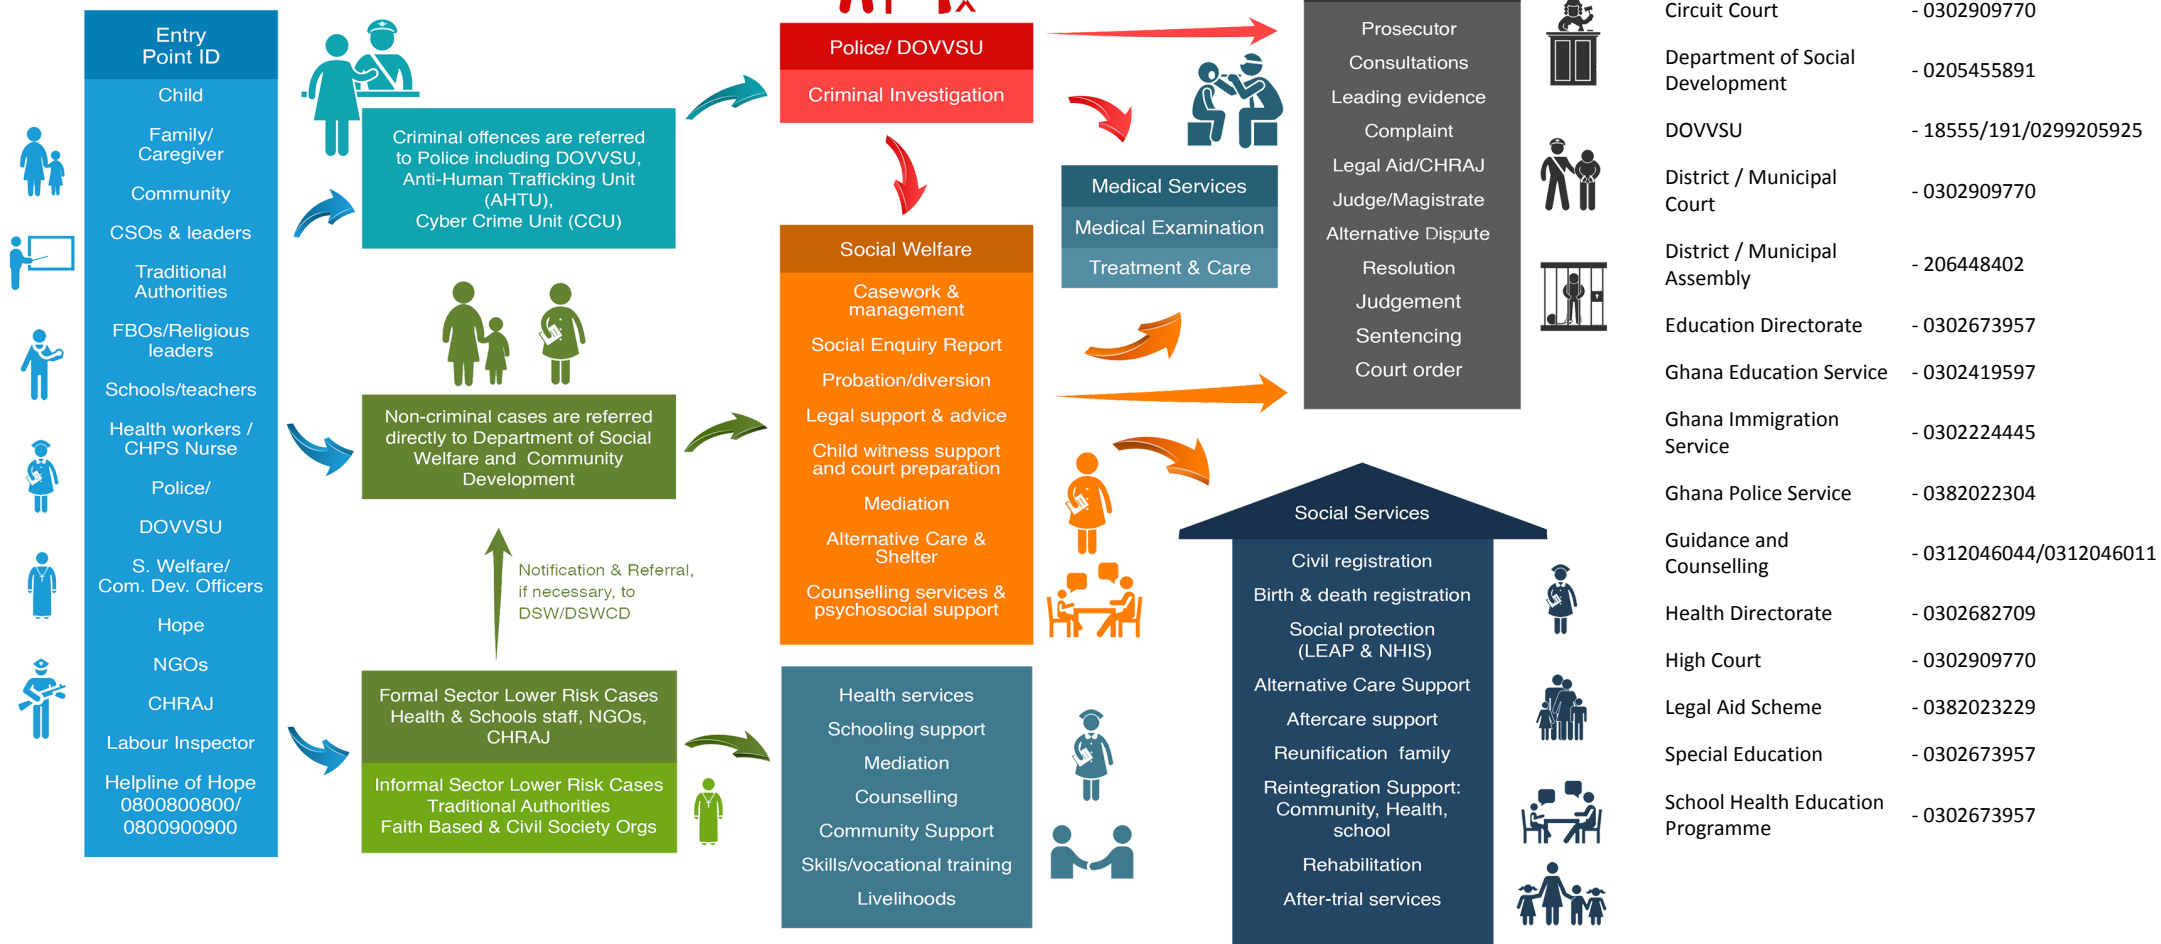 Entry
Point ID
Child
Family/
Caregiver
Community
CSOs & leaders
Traditional
Authorities
FBOs/Religious
leaders
Schools/teachers
Health workers /
CHPS Nurse
Police/
DOVVSU
S. Welfare/
Com. Dev. Officers
Hope
NGOs
CHRAJ
Labour Inspector
Helpline of Hope
0800800800/
0800900900
Criminal offences are referred
to Police including DOVVSU,
Anti-Human Trafficking Unit
(AHTU),
Cyber Crime Unit (CCU)
Non-criminal cases are referred
directly to Department of Social
Welfare and Community
Development
Notification & Referral,
if necessary, to
DSW/DSWCD
Formal Sector Lower Risk Cases
Health & Schools staff, NGOs,
CHRAJ
Informal Sector Lower Risk Cases
Traditional Authorities
Faith Based & Civil Society Orgs
Police/ DOVVSU
Criminal Investigation
Social Welfare
Casework &
management
Social Enquiry Report
Probation/diversion
Legal support & advice
Child witness support
and court preparation
Mediation
Alternative Care &
Shelter
Counselling services &
psychosocial support
Health services
Schooling support
Mediation
Counselling
Community Support
Skills/vocational training
Livelihoods
Medical Services
Medical Examination
Treatment & Care
Prosecutor
Consultations
Leading evidence
Complaint
Legal Aid/CHRAJ
Judge/Magistrate
Alternative Dispute
Resolution
Judgement
Sentencing
Court order
Social Services
Civil registration
Birth & death registration
Social protection
(LEAP & NHIS)
Alternative Care Support
Aftercare support
Reunification family
Reintegration Support:
Community, Health,
school
Rehabilitation
After-trial services
Circuit Court - 0302909770
Department of Social
Development - 0205455891
DOVVSU - 18555/191/0299205925
District / Municipal
Court - 0302909770
District / Municipal
Assembly - 206448402
Education Directorate - 0302673957
Ghana Education Service - 0302419597
Ghana Immigration
Service - 0302224445
Ghana Police Service - 0382022304
Guidance and
Counselling - 0312046044/0312046011
Health Directorate - 0302682709
High Court - 0302909770
Legal Aid Scheme - 0382023229
Special Education - 0302673957
School Health Education
Programme - 0302673957